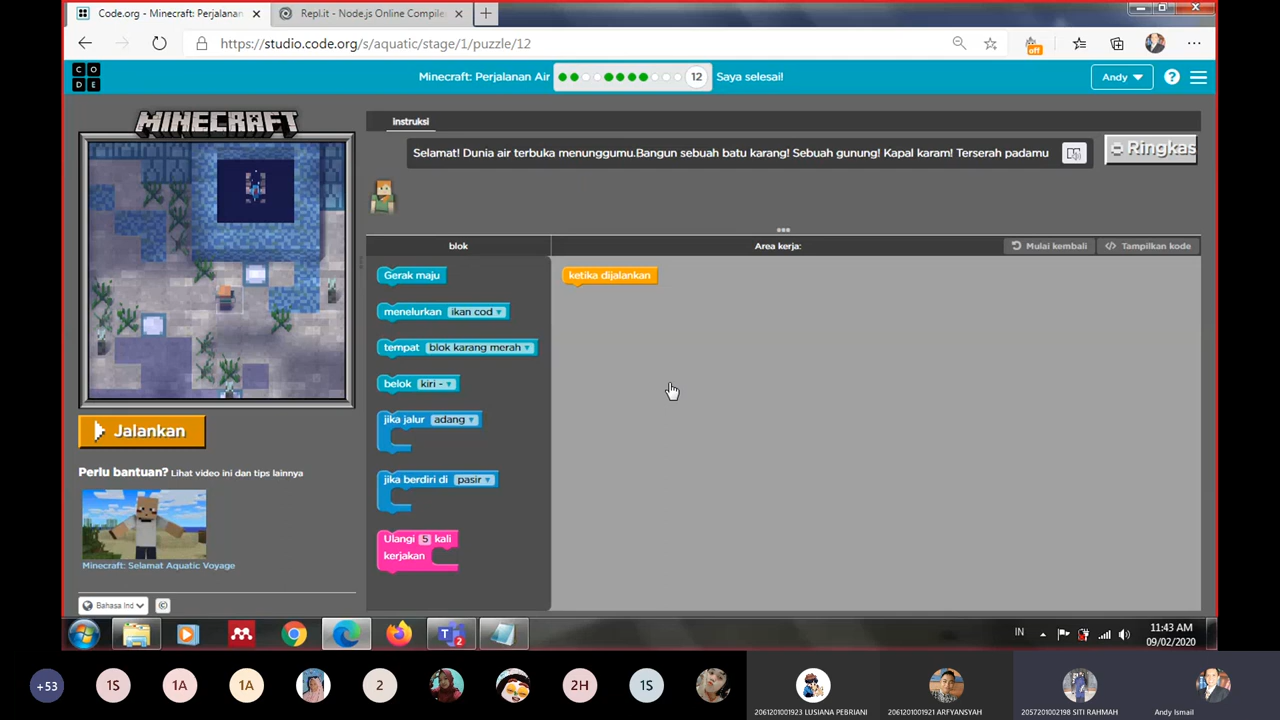 Code.org - Minecraft: Perjalanan
Repl.it - Node.js Online Compile
https://studio.code.org/s/aquatic/stage/1/puzzle/12
off
C O
D E
Minecraft: Perjalanan Air
12
Saya selesai!
Andy
?
MINECRAFT
instruksi
Selamat! Dunia air terbuka menunggumu.Bangun sebuah batu karang! Sebuah gunung! Kapal karam! Terserah padamu
Ringkas
blok
Area kerja:
Mulai kembali
Tampilkan kode
Gerak maju
menelurkan ikan cod
tempat blok karang merah
belok kiri -
jika jalur adang
jika berdiri di pasir
Ulangi 5 kali
kerjakan
ketika dijalankan
Jalankan
Perlu bantuan? Lihat video ini dan tips lainnya
Minecraft: Selamat Aquatic Voyage
Bahasa Ind
©
2
IN
11:43 AM
09/02/2020
+53
1S
1A
1A
2
2H
1S
2061201001923 LUSIANA PEBRIANI
2061201001921 ARFYANSYAH
2057201002198 SITI RAHMAH
Andy Ismail